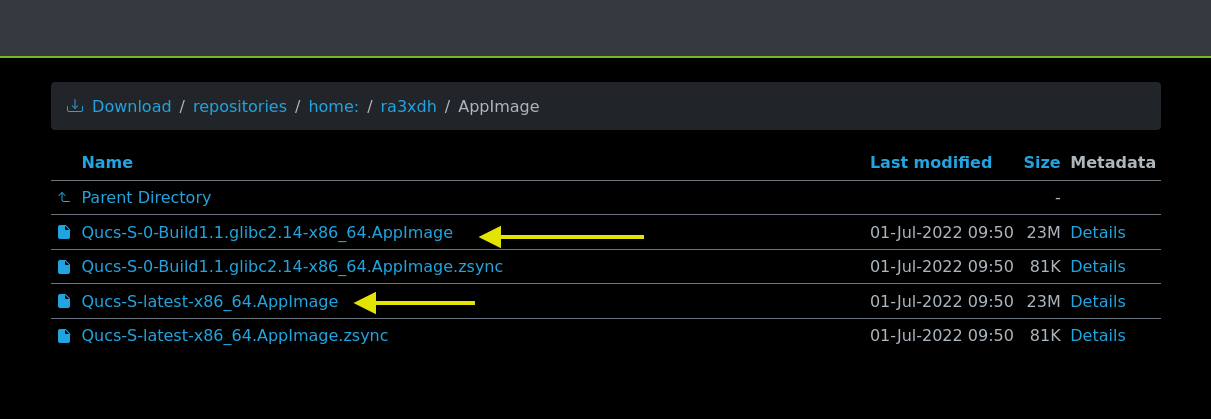 Download / repositories / home: / ra3xdh / AppImage
Name Last modified Size Metadata
Parent Directory -
Qucs-S-0-Build1.1.glibc2.14-x86_64.AppImage 01-Jul-2022 09:50 23M Details
Qucs-S-0-Build1.1.glibc2.14-x86_64.AppImage.zsync 01-Jul-2022 09:50 81K Details
Qucs-S-latest-x86_64.AppImage 01-Jul-2022 09:50 23M Details
Qucs-S-latest-x86_64.AppImage.zsync 01-Jul-2022 09:50 81K Details